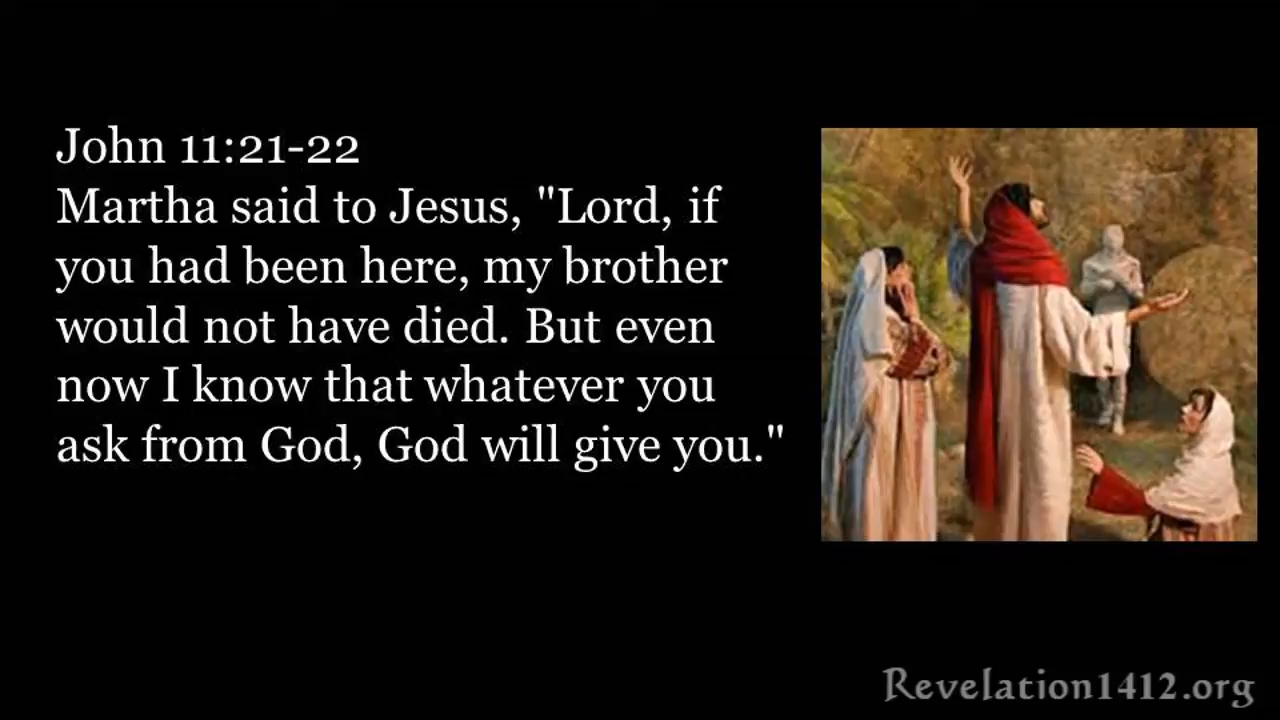 John 11:21-22
Martha said to Jesus, "Lord, if
you had been here, my brother
would not have died. But even
now I know that whatever you
ask from God, God will give you."
Revelation1412.org